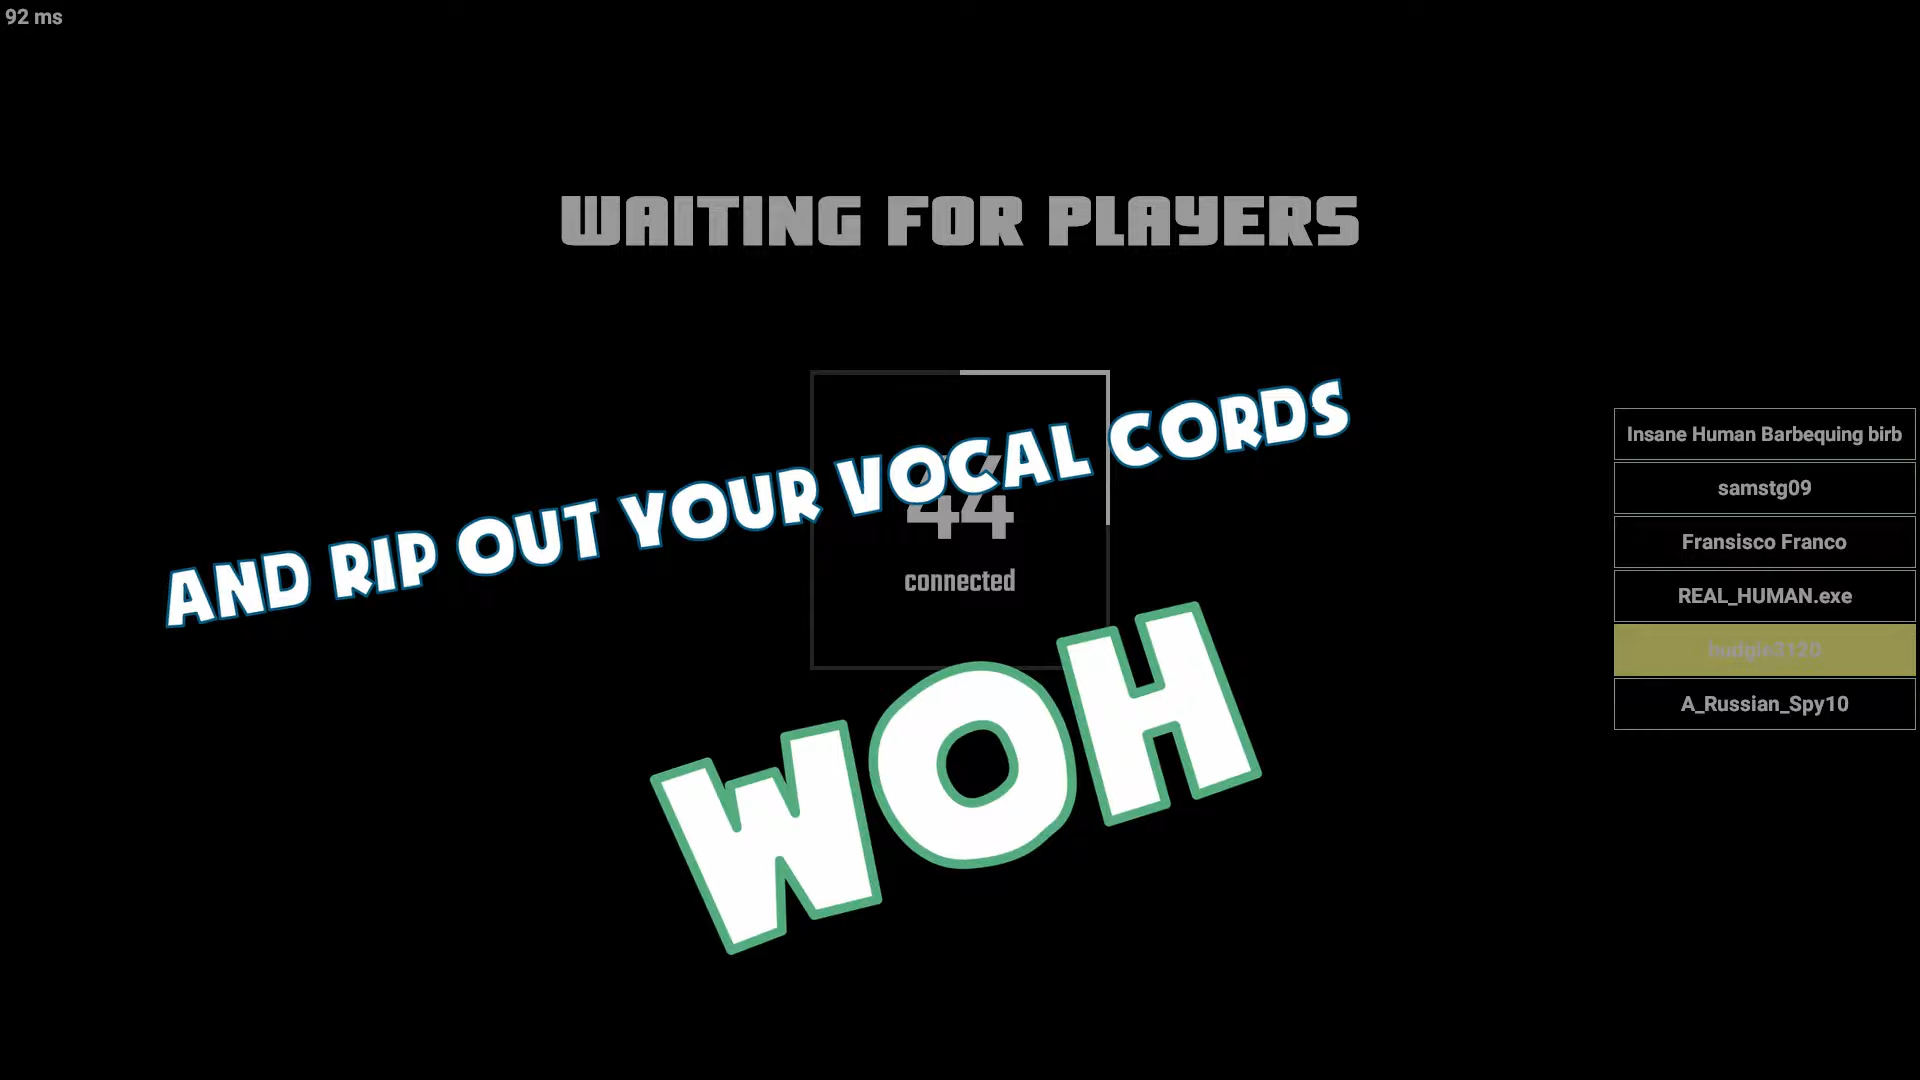 92 ms
WAITING FOR PLAYERS
AND RIP OUT YOUR VOCAL CORDS
44
connected
WOH
Insane Human Barbequing birb
samstg09
Fransisco Franco
REAL_HUMAN.exe
budgie3120
A_Russian_Spy10